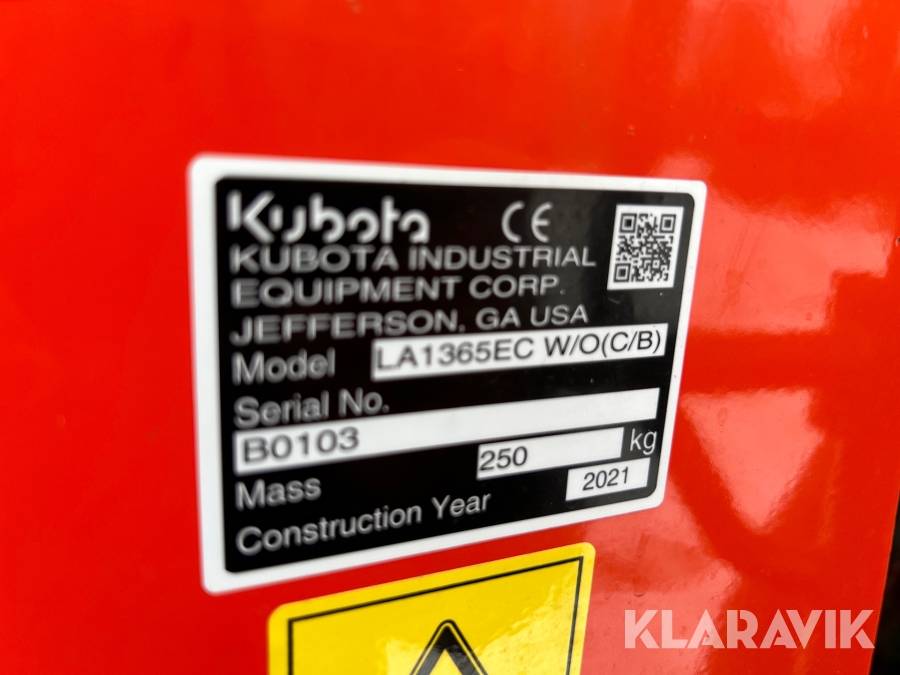 Kubota CE
KUBOTA INDUSTRIAL
EQUIPMENT CORP.
JEFFERSON, GA USA
Model LA1365EC W/O(C/B)
Serial No.
B0103
Mass 250 kg
Construction Year 2021
KLARAVIK